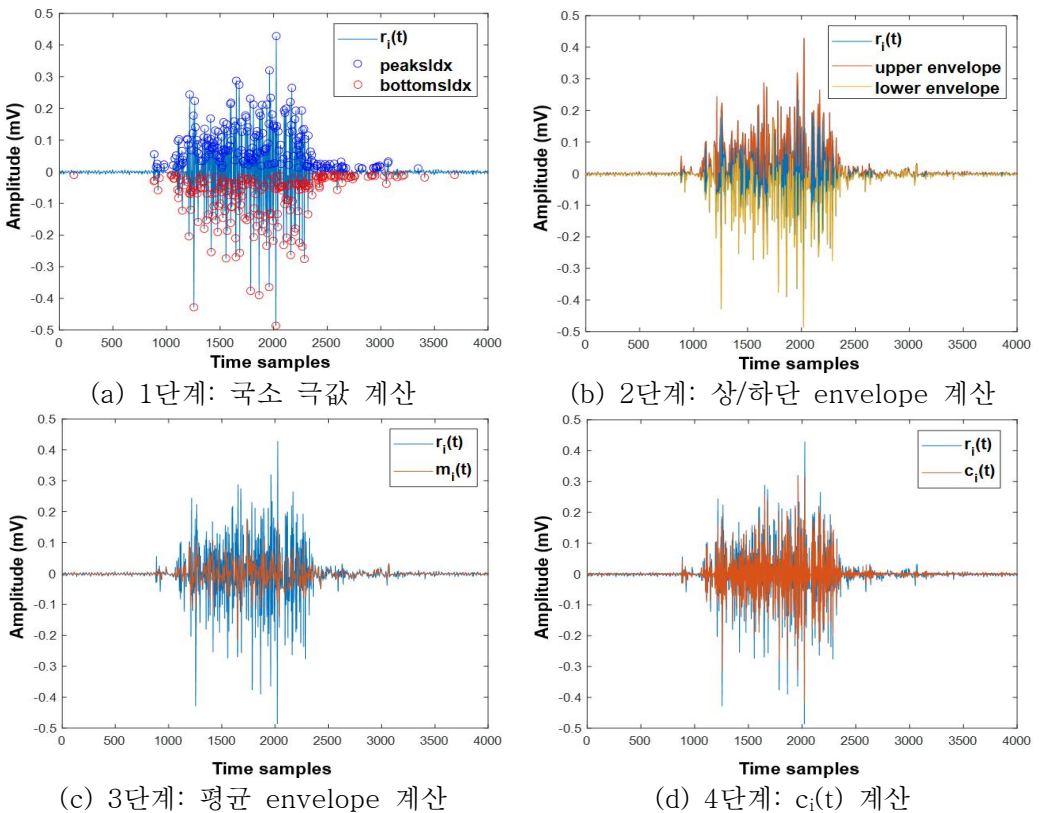 0.5
0.4
0.3
0.2
0.1
0
-0.1
-0.2
-0.3
-0.4
-0.5
Amplitude (mV)
r_i(t)
peaksIdx
bottomsIdx
0 500 1000 1500 2000 2500 3000 3500 4000
Time samples
(a) 1단계: 국소 극값 계산
0.5
0.4
0.3
0.2
0.1
0
-0.1
-0.2
-0.3
-0.4
-0.5
Amplitude (mV)
r_i(t)
upper envelope
lower envelope
0 500 1000 1500 2000 2500 3000 3500 4000
Time samples
(b) 2단계: 상/하단 envelope 계산
0.5
0.4
0.3
0.2
0.1
0
-0.1
-0.2
-0.3
-0.4
-0.5
Amplitude (mV)
r_i(t)
m_i(t)
0 500 1000 1500 2000 2500 3000 3500 4000
Time samples
(c) 3단계: 평균 envelope 계산
0.5
0.4
0.3
0.2
0.1
0
-0.1
-0.2
-0.3
-0.4
-0.5
Amplitude (mV)
r_i(t)
c_i(t)
0 500 1000 1500 2000 2500 3000 3500 4000
Time samples
(d) 4단계: c_i(t) 계산